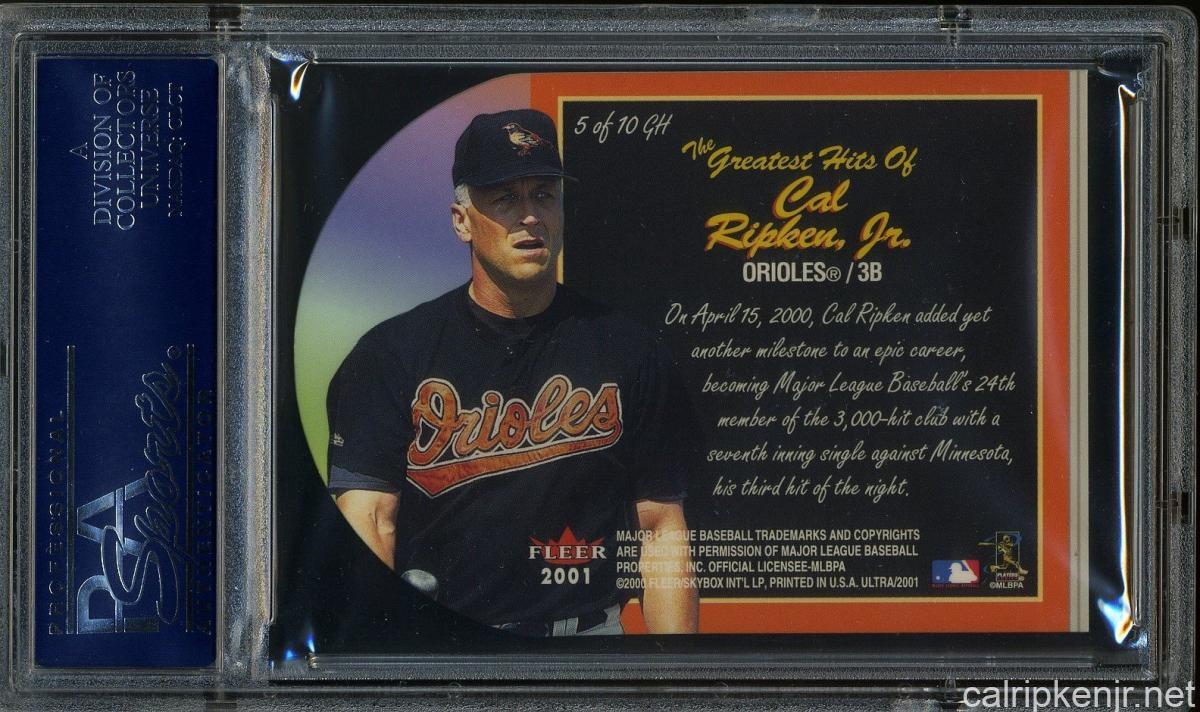 A
DIVISION OF
COLLECTORS
UNIVERSE
NASDAQ: CLCT
PROFESSIONAL
PSA
Sports
AUTHENTICATOR
5 of 10 GH
The Greatest Hits Of
Cal
Ripken, Jr.
ORIOLES® / 3B
On April 15, 2000, Cal Ripken added yet
another milestone to an epic career,
becoming Major League Baseball's 24th
member of the 3,000-hit club with a
seventh inning single against Minnesota,
his third hit of the night.
Orioles
FLEER
2001
MAJOR LEAGUE BASEBALL TRADEMARKS AND COPYRIGHTS
ARE USED WITH PERMISSION OF MAJOR LEAGUE BASEBALL
PROPERTIES, INC. OFFICIAL LICENSEE-MLBPA
©2000 FLEER/SKYBOX INT'L LP, PRINTED IN U.S.A. ULTRA/2001
PLAYERS
©MLBPA
calripkenjr.net